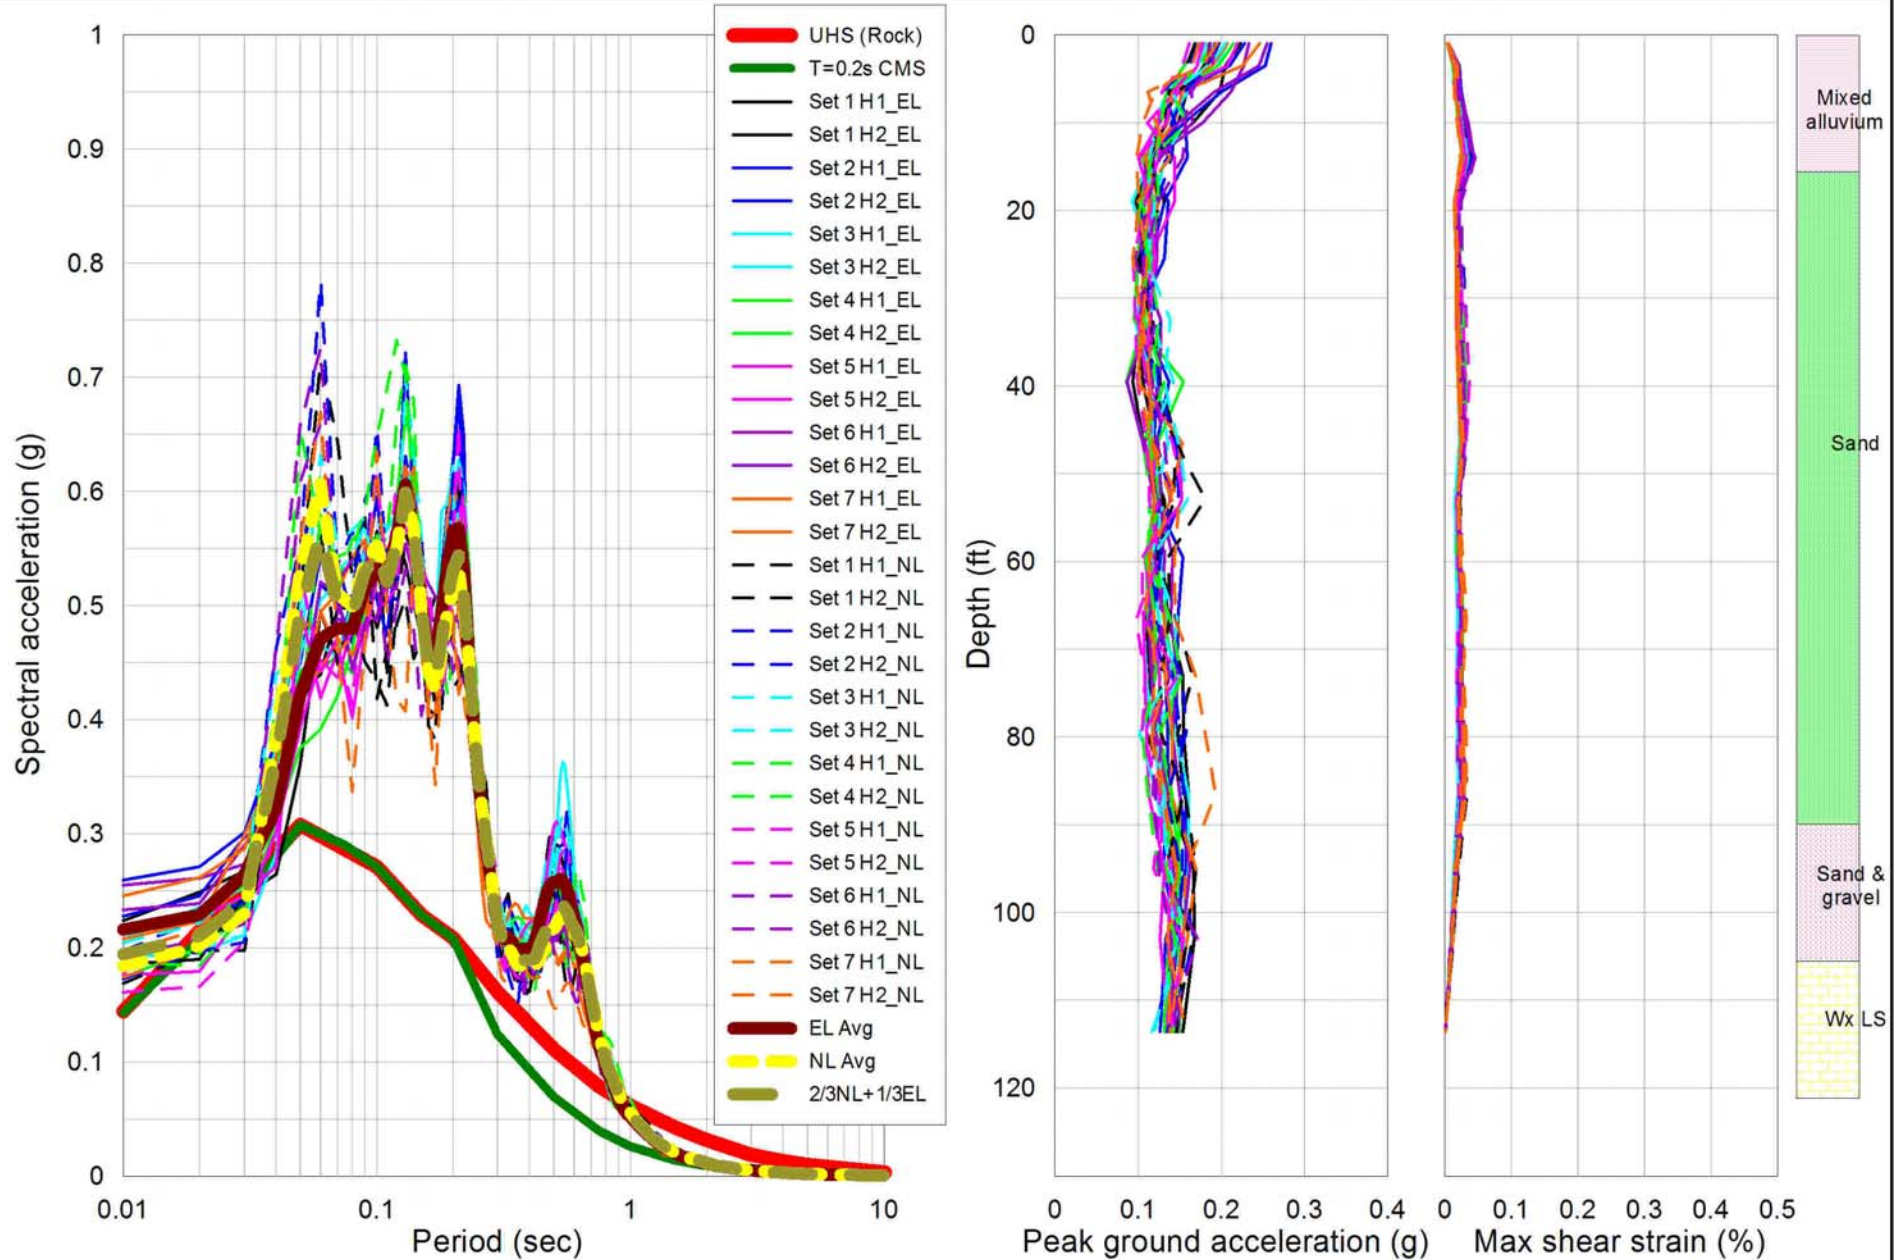 Spectral acceleration (g)
1
0.9
0.8
0.7
0.6
0.5
0.4
0.3
0.2
0.1
0
0.01
0.1
1
10
Period (sec)
UHS (Rock)
T=0.2s CMS
Set 1 H1_EL
Set 1 H2_EL
Set 2 H1_EL
Set 2 H2_EL
Set 3 H1_EL
Set 3 H2_EL
Set 4 H1_EL
Set 4 H2_EL
Set 5 H1_EL
Set 5 H2_EL
Set 6 H1_EL
Set 6 H2_EL
Set 7 H1_EL
Set 7 H2_EL
Set 1 H1_NL
Set 1 H2_NL
Set 2 H1_NL
Set 2 H2_NL
Set 3 H1_NL
Set 3 H2_NL
Set 4 H1_NL
Set 4 H2_NL
Set 5 H1_NL
Set 5 H2_NL
Set 6 H1_NL
Set 6 H2_NL
Set 7 H1_NL
Set 7 H2_NL
EL Avg
NL Avg
2/3NL+1/3EL
Depth (ft)
0
20
40
60
80
100
120
0
0.1
0.2
0.3
0.4
Peak ground acceleration (g)
0
0.1
0.2
0.3
0.4
0.5
Max shear strain (%)
Mixed
alluvium
Sand
Sand &
gravel
Wx LS